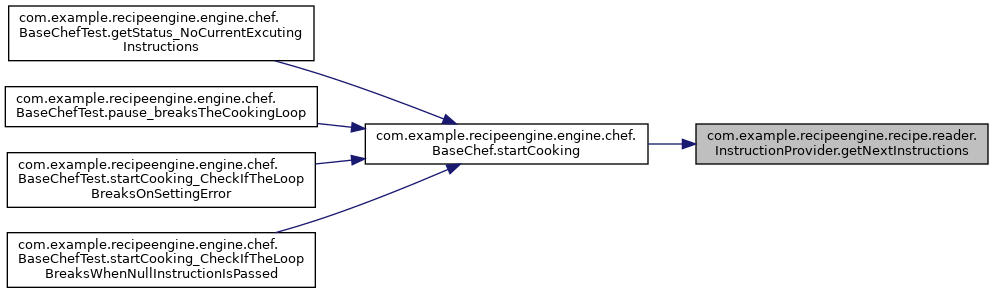 com.example.recipeengine.engine.chef.
BaseChefTest.getStatus_NoCurrentExcuting
Instructions
com.example.recipeengine.engine.chef.
BaseChefTest.pause_breaksTheCookingLoop
com.example.recipeengine.engine.chef.
BaseChefTest.startCooking_CheckIfTheLoop
BreaksOnSettingError
com.example.recipeengine.engine.chef.
BaseChefTest.startCooking_CheckIfTheLoop
BreaksWhenNullInstructionIsPassed
com.example.recipeengine.engine.chef.
BaseChef.startCooking
com.example.recipeengine.recipe.reader.
InstructionProvider.getNextInstructions